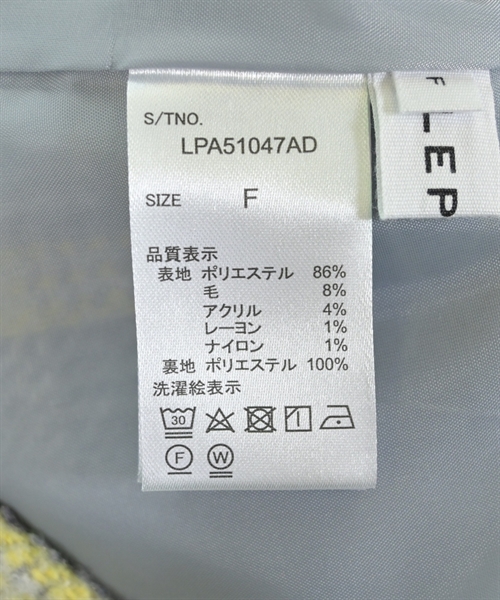 S/TNO.
LPA51047AD
SIZE F
品質表示
表地 ポリエステル 86%
毛 8%
アクリル 4%
レーヨン 1%
ナイロン 1%
裏地 ポリエステル 100%
洗濯絵表示
30
F W
F
LEP